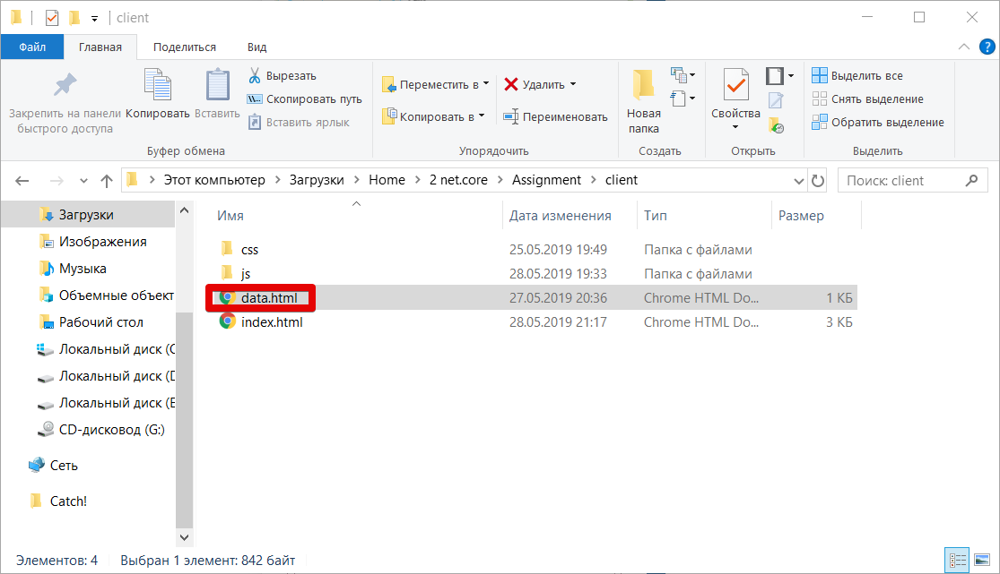 client
Файл Главная Поделиться Вид
Закрепить на панели быстрого доступа
Копировать
Вставить
Вырезать
Скопировать путь
Вставить ярлык
Буфер обмена
Переместить в
Копировать в
Удалить
Переименовать
Упорядочить
Новая папка
Создать
Свойства
Открыть
Выделить все
Снять выделение
Обратить выделение
Выделить
Этот компьютер > Загрузки > Home > 2 net.core > Assignment > client
Поиск: client
Загрузки
Изображения
Музыка
Объемные объект
Рабочий стол
Локальный диск (C
Локальный диск (D
Локальный диск (E
CD-дисковод (G:)
Сеть
Catch!
Имя Дата изменения Тип Размер
css 25.05.2019 19:49 Папка с файлами
js 28.05.2019 19:33 Папка с файлами
data.html 27.05.2019 20:36 Chrome HTML Do... 1 КБ
index.html 28.05.2019 21:17 Chrome HTML Do... 3 КБ
Элементов: 4 Выбран 1 элемент: 842 байт